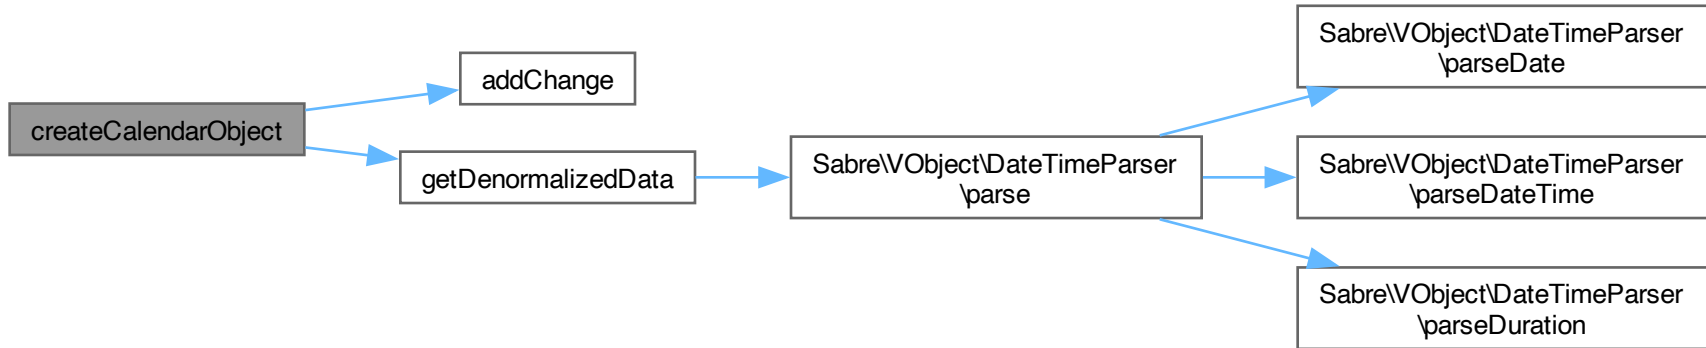 createCalendarObject
addChange
getDenormalizedData
Sabre\VObject\DateTimeParser
\parse
Sabre\VObject\DateTimeParser
\parseDate
Sabre\VObject\DateTimeParser
\parseDateTime
Sabre\VObject\DateTimeParser
\parseDuration